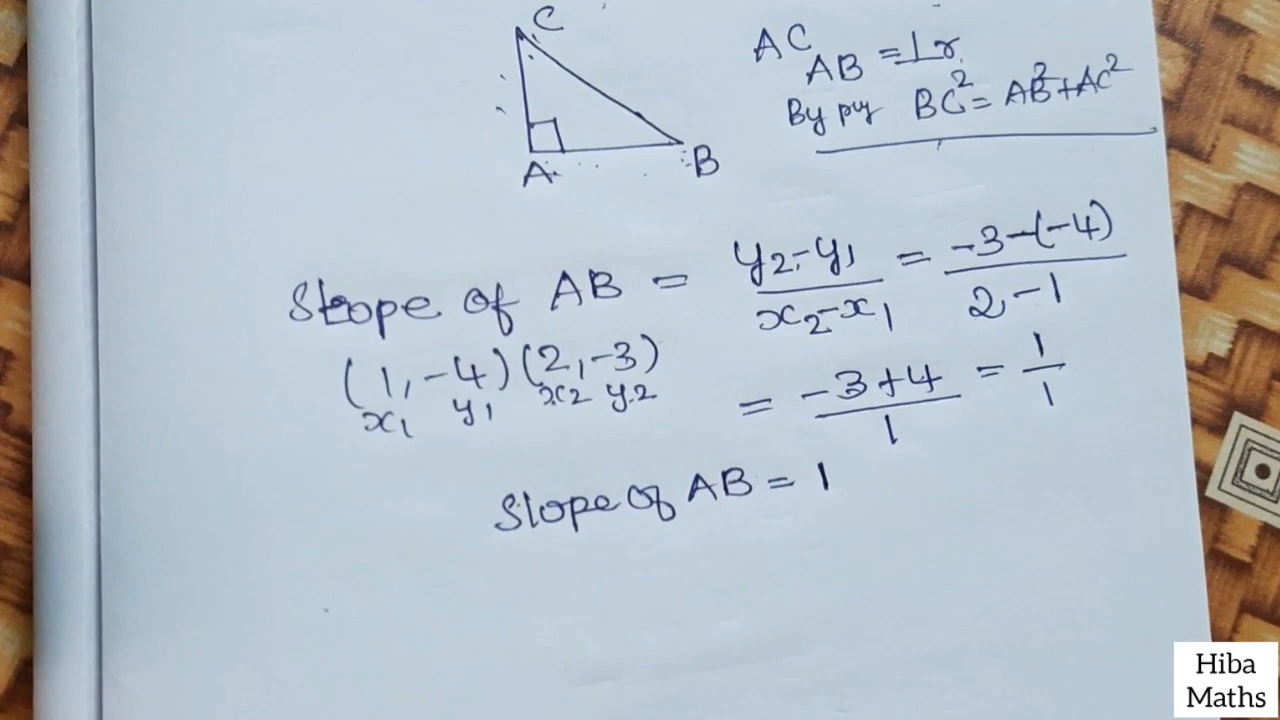 C
A
B
AC
AB = ⊥r
By py BC² = AB² + AC²
Slope of AB = y₂-y₁ / x₂-x₁ = -3-(-4) / 2-1
(1, -4) (2, -3)
x₁ y₁ x₂ y₂
= -3+4 / 1 = 1 / 1
Slope of AB = 1
Hiba
Maths